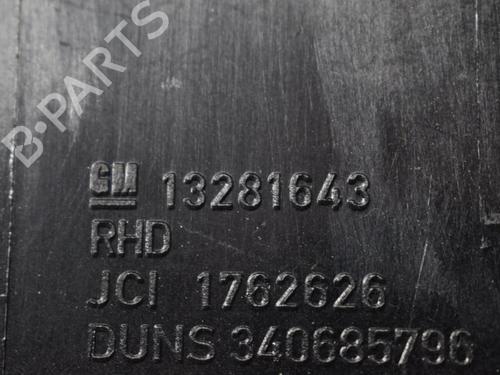 B·PARTS
GM 13281643
RHD
JCI 1762626
DUNS 340685796